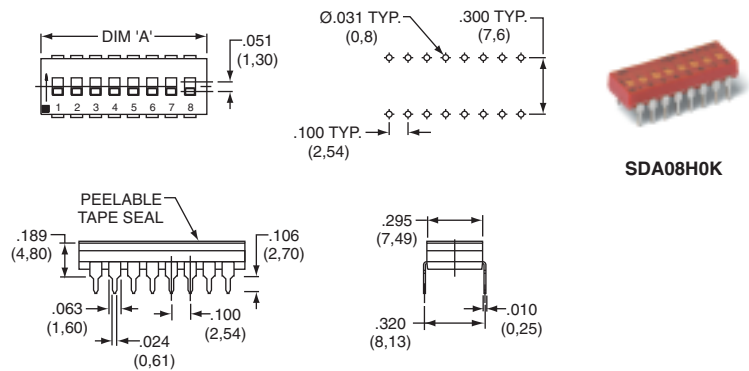 DIM 'A'
.051
(1,30)
1 2 3 4 5 6 7 8
Ø.031 TYP.
(0,8)
.300 TYP.
(7,6)
.100 TYP.
(2,54)
SDA08H0K
PEELABLE
TAPE SEAL
.189
(4,80)
.106
(2,70)
.063
(1,60)
.100
(2,54)
.024
(0,61)
.295
(7,49)
.320
(8,13)
.010
(0,25)